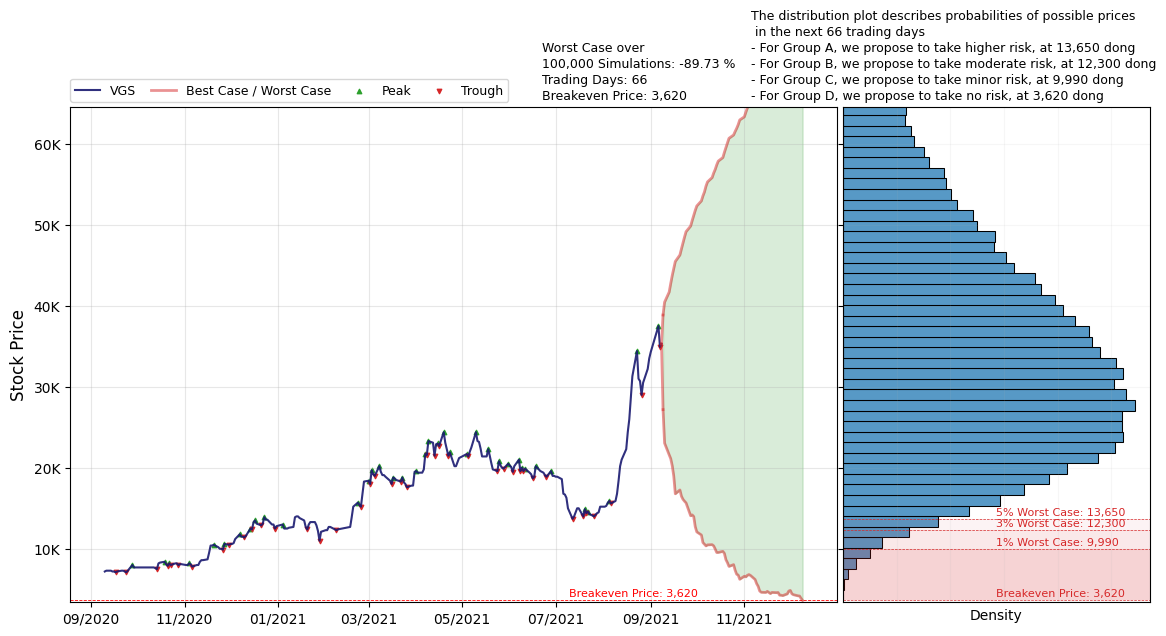 The distribution plot describes probabilities of possible prices
in the next 66 trading days
- For Group A, we propose to take higher risk, at 13,650 dong
- For Group B, we propose to take moderate risk, at 12,300 dong
- For Group C, we propose to take minor risk, at 9,990 dong
- For Group D, we propose to take no risk, at 3,620 dong
Worst Case over
100,000 Simulations: -89.73 %
Trading Days: 66
Breakeven Price: 3,620
VGS
Best Case / Worst Case
Peak
Trough
Stock Price
60K
50K
40K
30K
20K
10K
Breakeven Price: 3,620
09/2020
11/2020
01/2021
03/2021
05/2021
07/2021
09/2021
11/2021
5% Worst Case: 13,650
3% Worst Case: 12,300
1% Worst Case: 9,990
Breakeven Price: 3,620
Density